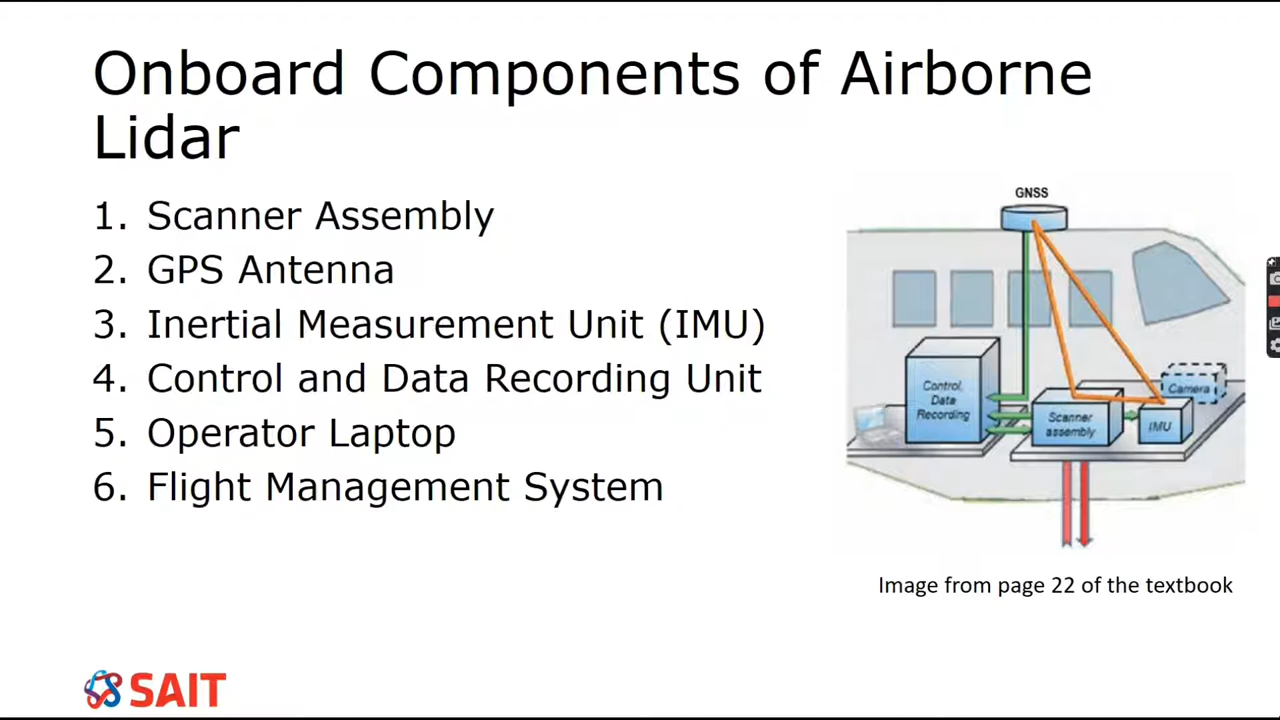 Onboard Components of Airborne
Lidar
1. Scanner Assembly
2. GPS Antenna
3. Inertial Measurement Unit (IMU)
4. Control and Data Recording Unit
5. Operator Laptop
6. Flight Management System
GNSS
Control,
Data
Recording
Scanner
assembly
IMU
Camera
Image from page 22 of the textbook
SAIT